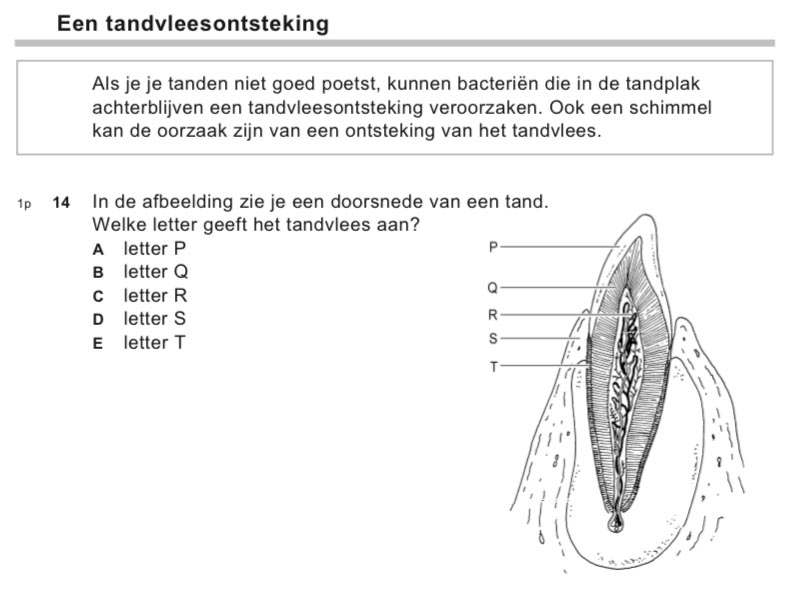 Een tandvleesontsteking
Als je je tanden niet goed poetst, kunnen bacteriën die in de tandplak
achterblijven een tandvleesontsteking veroorzaken. Ook een schimmel
kan de oorzaak zijn van een ontsteking van het tandvlees.
1p 14 In de afbeelding zie je een doorsnede van een tand.
Welke letter geeft het tandvlees aan?
A letter P
B letter Q
C letter R
D letter S
E letter T
P
Q
R
S
T